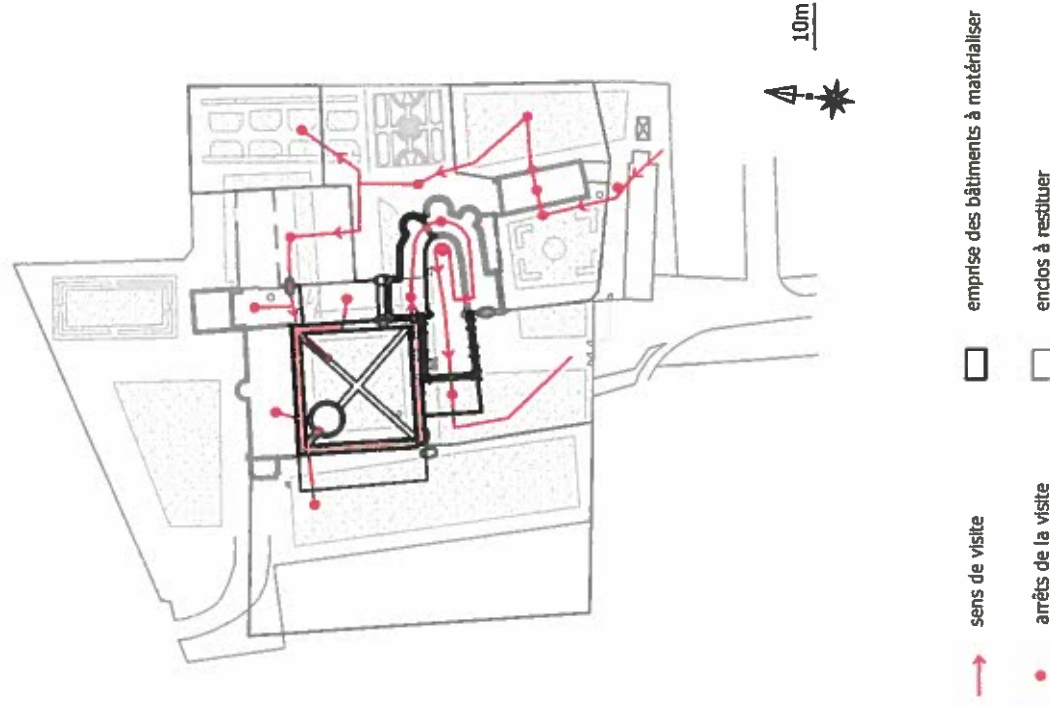 10m
sens de visite
arrêts de la visite
emprise des bâtiments à matérialiser
enclos à restituer